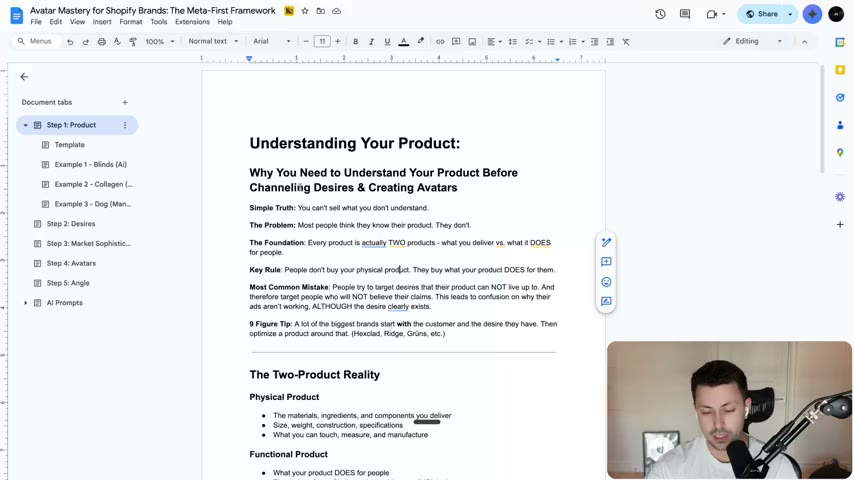 Avatar Mastery for Shopify Brands: The Meta-First Framework
File Edit View Insert Format Tools Extensions Help
Share
Menus 100% Normal text Arial 11 B I U A Editing
1 1 2 3 4 5 6 7
Document tabs
Step 1: Product
Template
Example 1 - Blinds (Ai)
Example 2 - Collagen (...
Example 3 - Dog (Man...
Step 2: Desires
Step 3: Market Sophistic...
Step 4: Avatars
Step 5: Angle
AI Prompts
Understanding Your Product:
Why You Need to Understand Your Product Before
Channeling Desires & Creating Avatars
Simple Truth: You can't sell what you don't understand.
The Problem: Most people think they know their product. They don't.
The Foundation: Every product is actually TWO products - what you deliver vs. what it DOES
for people.
Key Rule: People don't buy your physical product. They buy what your product DOES for them.
Most Common Mistake: People try to target desires that their product can NOT live up to. And
therefore target people who will NOT believe their claims. This leads to confusion on why their
ads aren't working, ALTHOUGH the desire clearly exists.
9 Figure Tip: A lot of the biggest brands start with the customer and the desire they have. Then
optimize a product around that. (Hexclad, Ridge, Grüns, etc.)
The Two-Product Reality
Physical Product
● The materials, ingredients, and components you deliver
● Size, weight, construction, specifications
● What you can touch, measure, and manufacture
Functional Product
● What your product DOES for people